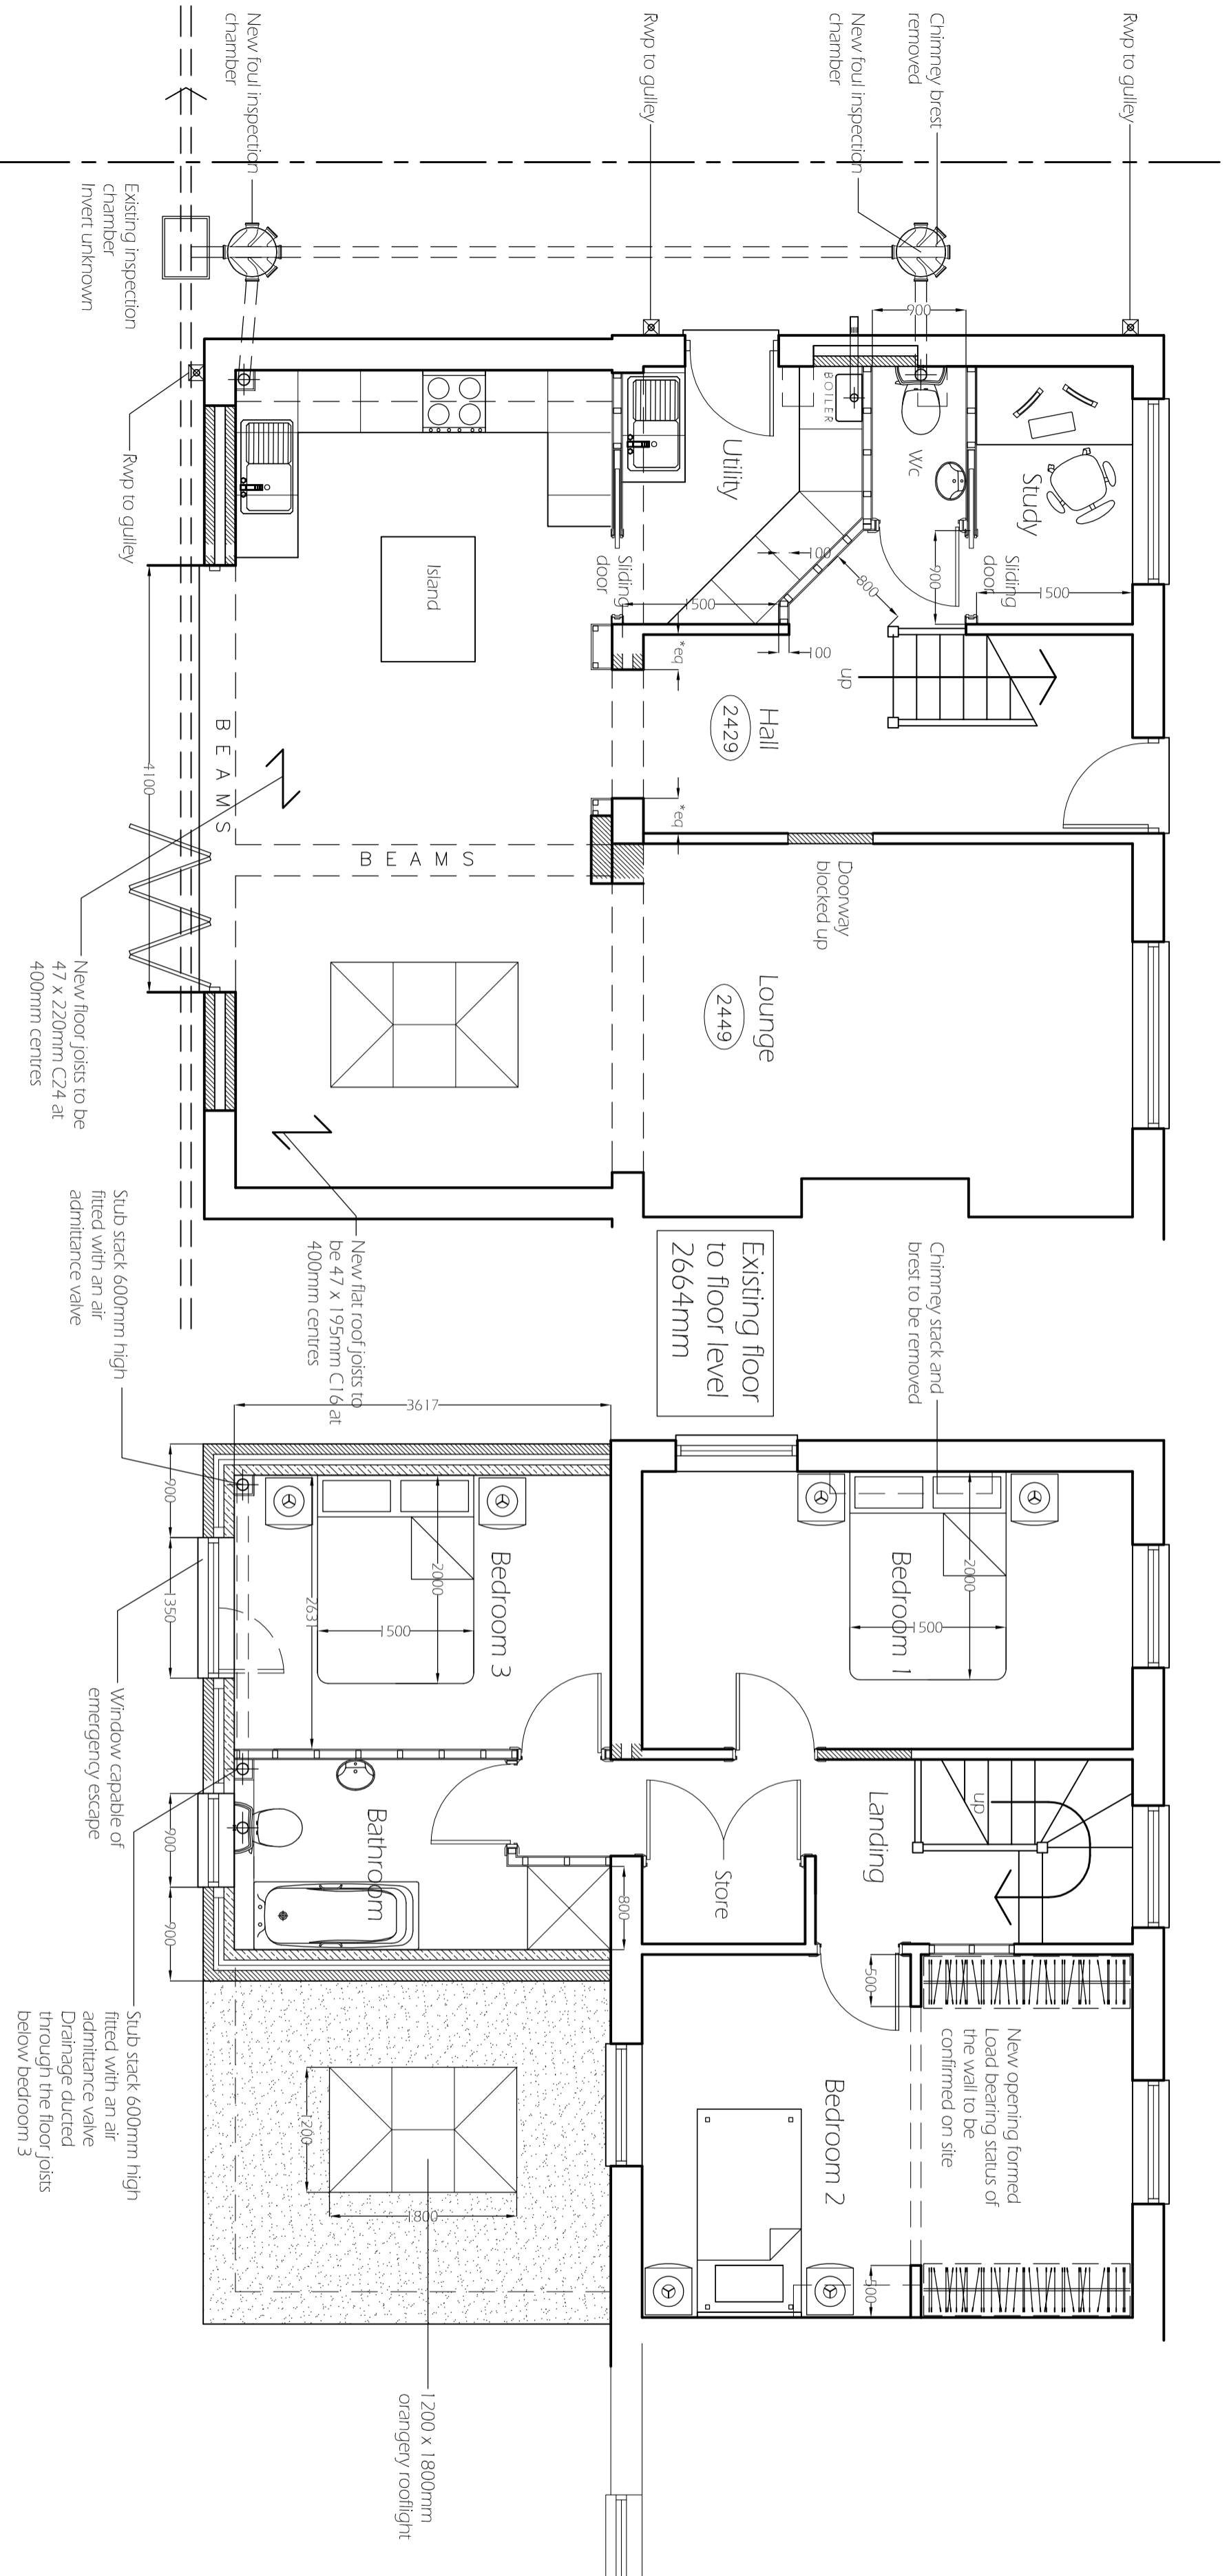 Rwp to gulley
Chimney brest
removed
New foul inspection
chamber
Rwp to gulley
New foul inspection
chamber
Existing inspection
chamber
Invert unknown
Rwp to gulley
Study
Sliding
door
1500
900
900
Wc
BOILER
Utility
100
800
Sliding
door
1500
100
up
*eq
*eq
Hall
2429
Island
BEAMS
BEAMS
4100
Doorway
blocked up
Lounge
2449
New floor joists to be
47 x 220mm C24 at
400mm centres
New flat roof joists to
be 47 x 195mm C16 at
400mm centres
Existing floor
to floor level
2664mm
Chimney stack and
brest to be removed
Stub stack 600mm high
fitted with an air
admittance valve
3617
Bedroom 1
2000
1500
Bedroom 3
2000
1500
2631
900
1350
900
900
Window capable of
emergency escape
Bathroom
800
Store
Landing
up
500
500
New opening formed
Load bearing status of
the wall to be
confirmed on site
Bedroom 2
1200
1800
Stub stack 600mm high
fitted with an air
admittance valve
Drainage ducted
through the floor joists
below bedroom 3
1200 x 1800mm
orangery rooflight